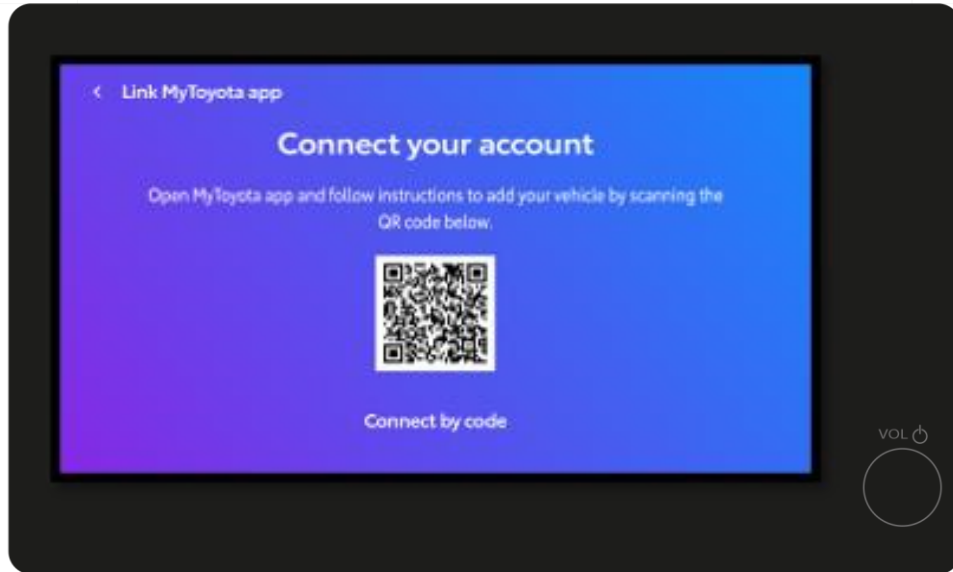 < Link MyToyota app
Connect your account
Open MyToyota app and follow instructions to add your vehicle by scanning the
QR code below.
Connect by code
VOL